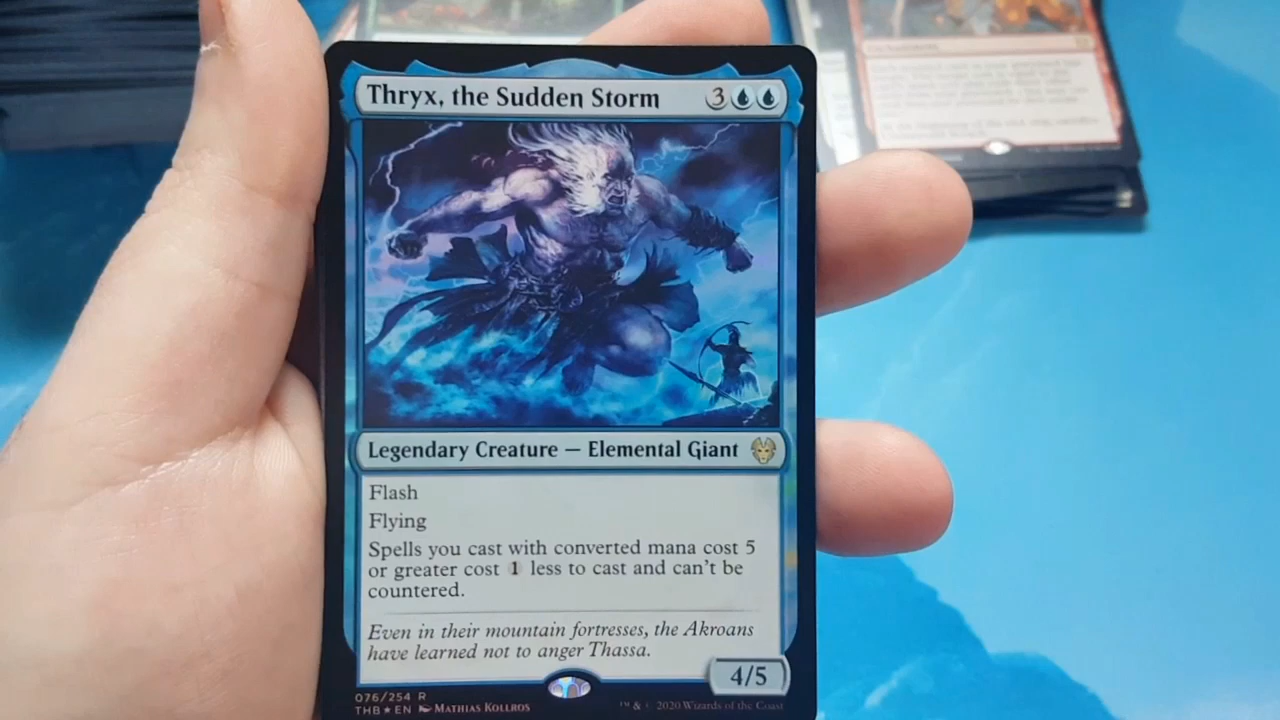 Thryx, the Sudden Storm 3
Legendary Creature — Elemental Giant
Flash
Flying
Spells you cast with converted mana cost 5
or greater cost 1 less to cast and can't be
countered.
Even in their mountain fortresses, the Akroans
have learned not to anger Thassa.
4/5
076/254 R
THB★EN Mathias Kollros
™ & © 2020 Wizards of the Coast